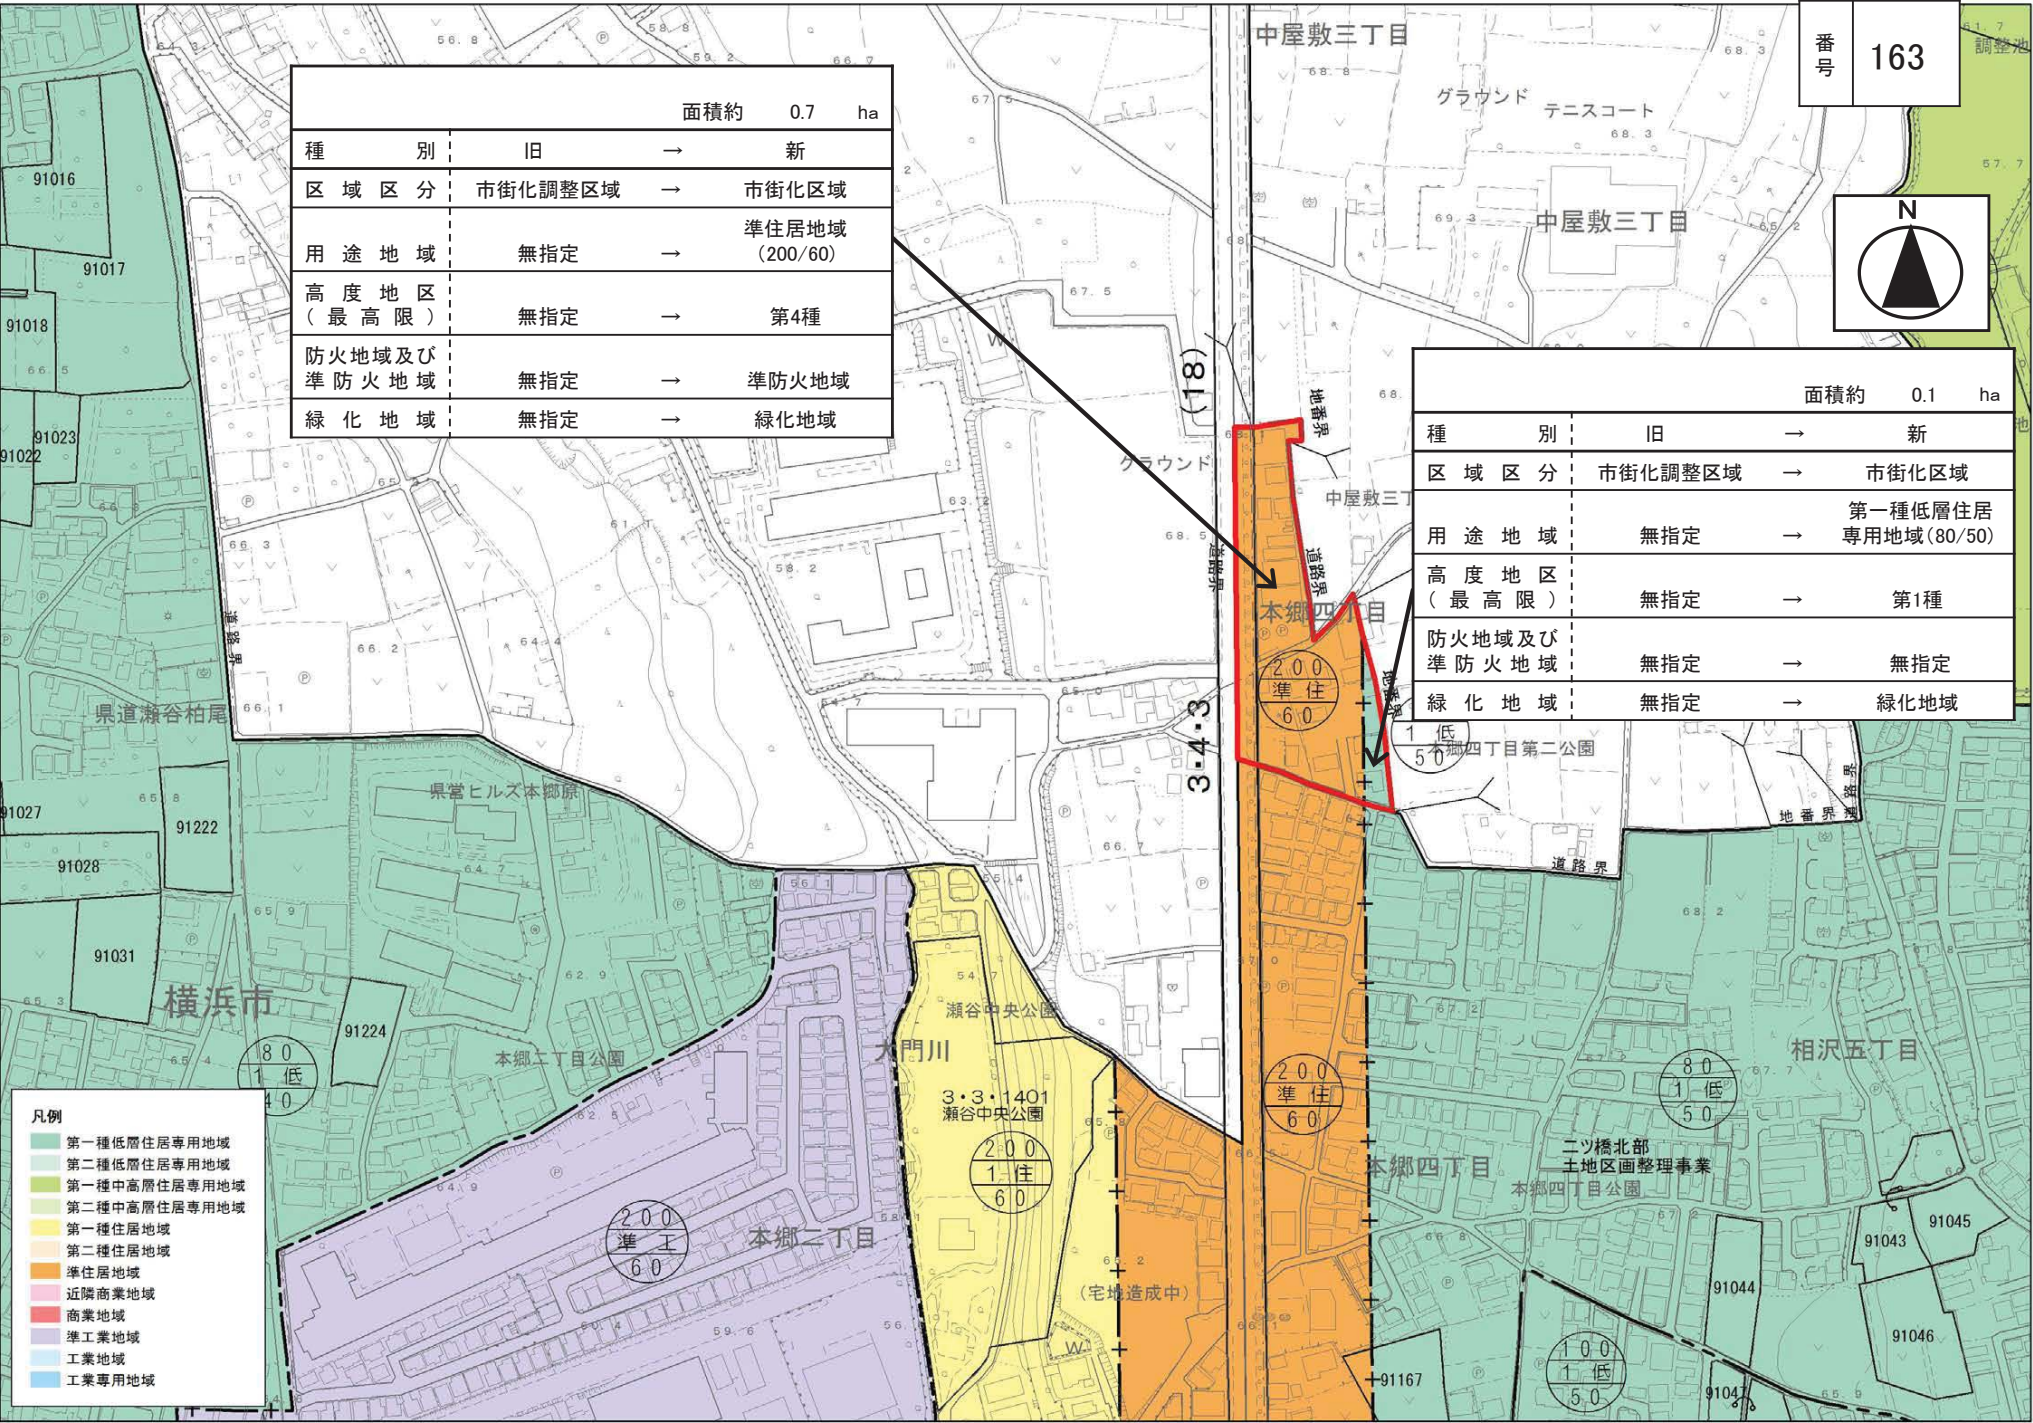 番号 163
中屋敷三丁目
グラウンド
テニスコート
調整池
中屋敷三丁目
N
面積約 0.7 ha
種別 旧 → 新
区域区分 市街化調整区域 → 市街化区域
用途地域 無指定 → 準住居地域
(200/60)
高度地区
(最高限) 無指定 → 第4種
防火地域及び
準防火地域 無指定 → 準防火地域
緑化地域 無指定 → 緑化地域
面積約 0.1 ha
種別 旧 → 新
区域区分 市街化調整区域 → 市街化区域
用途地域 無指定 → 第一種低層住居
専用地域(80/50)
高度地区
(最高限) 無指定 → 第1種
防火地域及び
準防火地域 無指定 → 無指定
緑化地域 無指定 → 緑化地域
91016
91017
91018
91023
91022
91027
91222
91028
91031
91224
(18)
3・4・3
グラウンド
地番界
道路界
道路界
本郷四丁目
200
準住
60
地番界
1低
50
本郷四丁目第二公園
道路界
地番界
道路界
道路界
県道瀬谷柏尾
県営ヒルズ本郷原
横浜市
80
1低
40
本郷二丁目公園
大門川
瀬谷中央公園
3・3・1401
瀬谷中央公園
200
1住
60
200
準住
60
80
1低
50
相沢五丁目
二ツ橋北部
土地区画整理事業
本郷四丁目
本郷四丁目公園
200
準工
60
本郷二丁目
(宅地造成中)
100
1低
50
91167
91043
91044
91045
91046
91047
凡例
第一種低層住居専用地域
第二種低層住居専用地域
第一種中高層住居専用地域
第二種中高層住居専用地域
第一種住居地域
第二種住居地域
準住居地域
近隣商業地域
商業地域
準工業地域
工業地域
工業専用地域